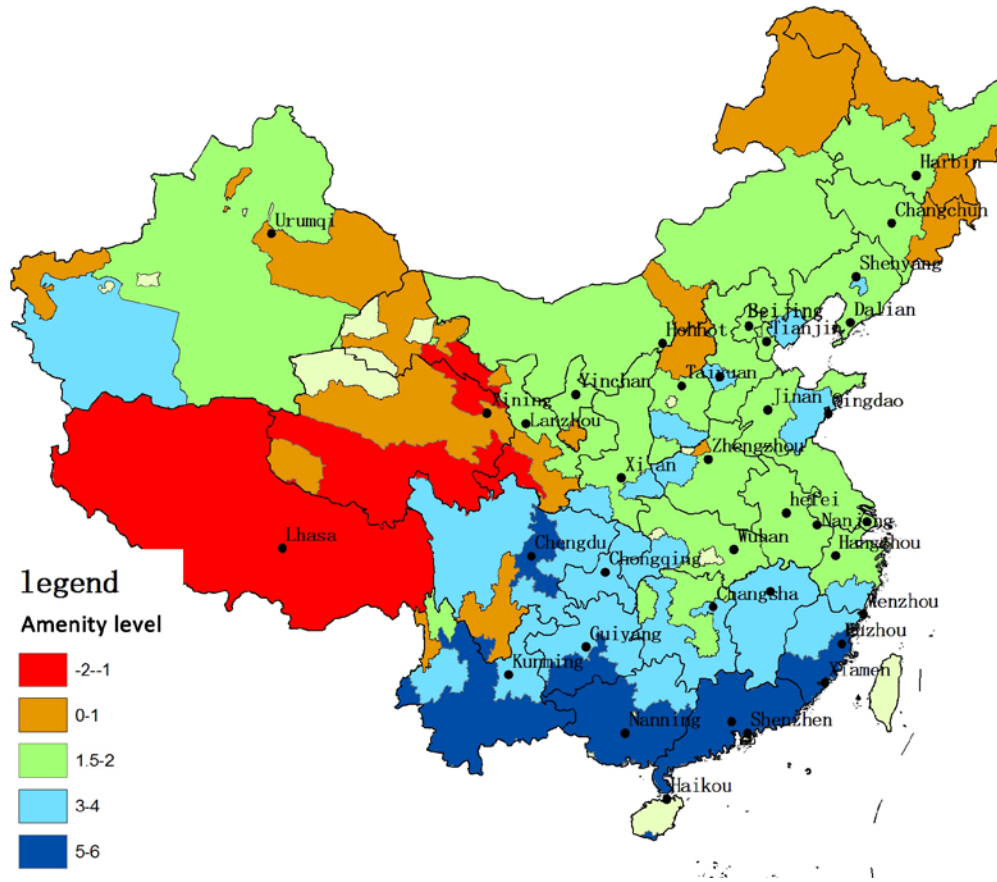 Harbin
Changchun
Urumqi
Shenyang
Beijing
Dalian
Hohhot
Tianjin
Taiyuan
Yinchan
Xining
Jinan
Qingdao
Lanzhou
Zhengzhou
Xi'an
hefei
Nanjing
Lhasa
Chengdu
Wuhan
Hangzhou
Chongqing
Changsha
Wenzhou
Guiyang
Fuzhou
Kunming
Xiamen
Nanning
Shenzhen
Haikou
legend
Amenity level
-2--1
0-1
1.5-2
3-4
5-6